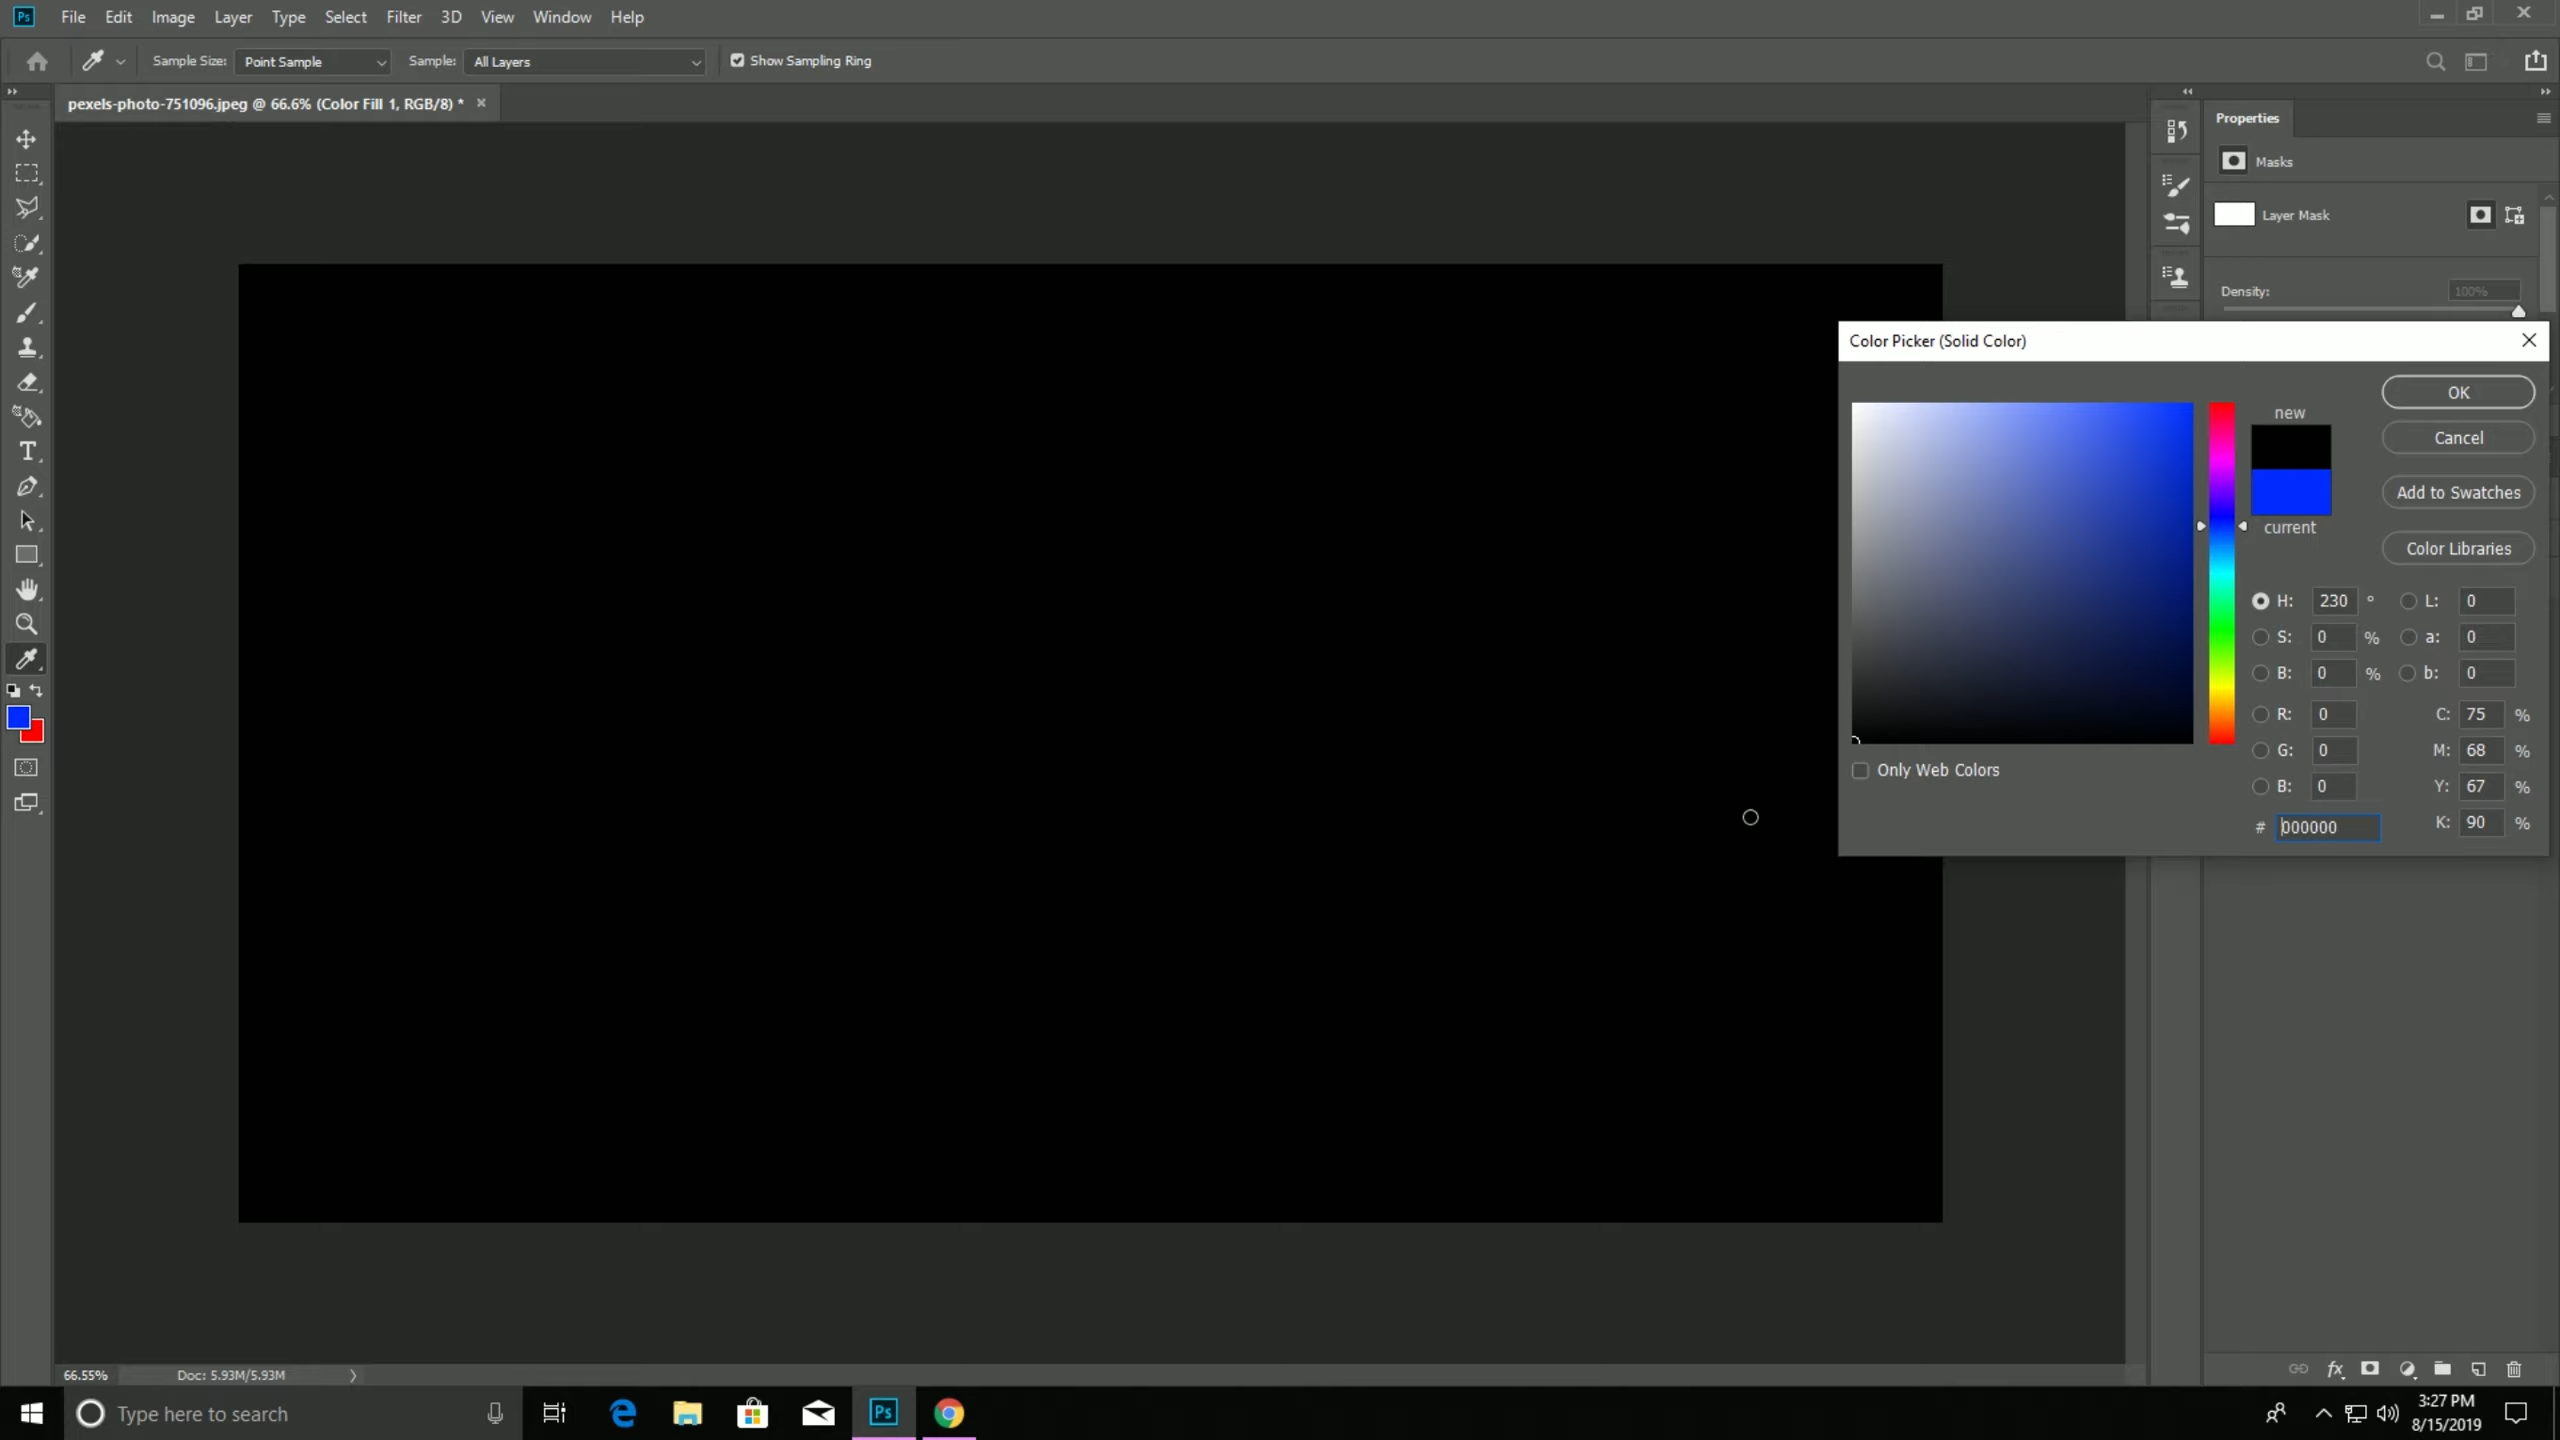 Ps File Edit Image Layer Type Select Filter 3D View Window Help
Sample Size: Point Sample Sample: All Layers Show Sampling Ring
pexels-photo-751096.jpeg @ 66.6% (Color Fill 1, RGB/8) * ×
Properties
Masks
Layer Mask
Density: 100%
Color Picker (Solid Color)
OK
new
Cancel
Add to Swatches
current
Color Libraries
H: 230 ° L: 0
S: 0 % a: 0
B: 0 % b: 0
R: 0 C: 75 %
G: 0 M: 68 %
B: 0 Y: 67 %
# 000000 K: 90 %
Only Web Colors
T
66.55% Doc: 5.93M/5.93M
fx
Type here to search
Ps
3:27 PM
8/15/2019